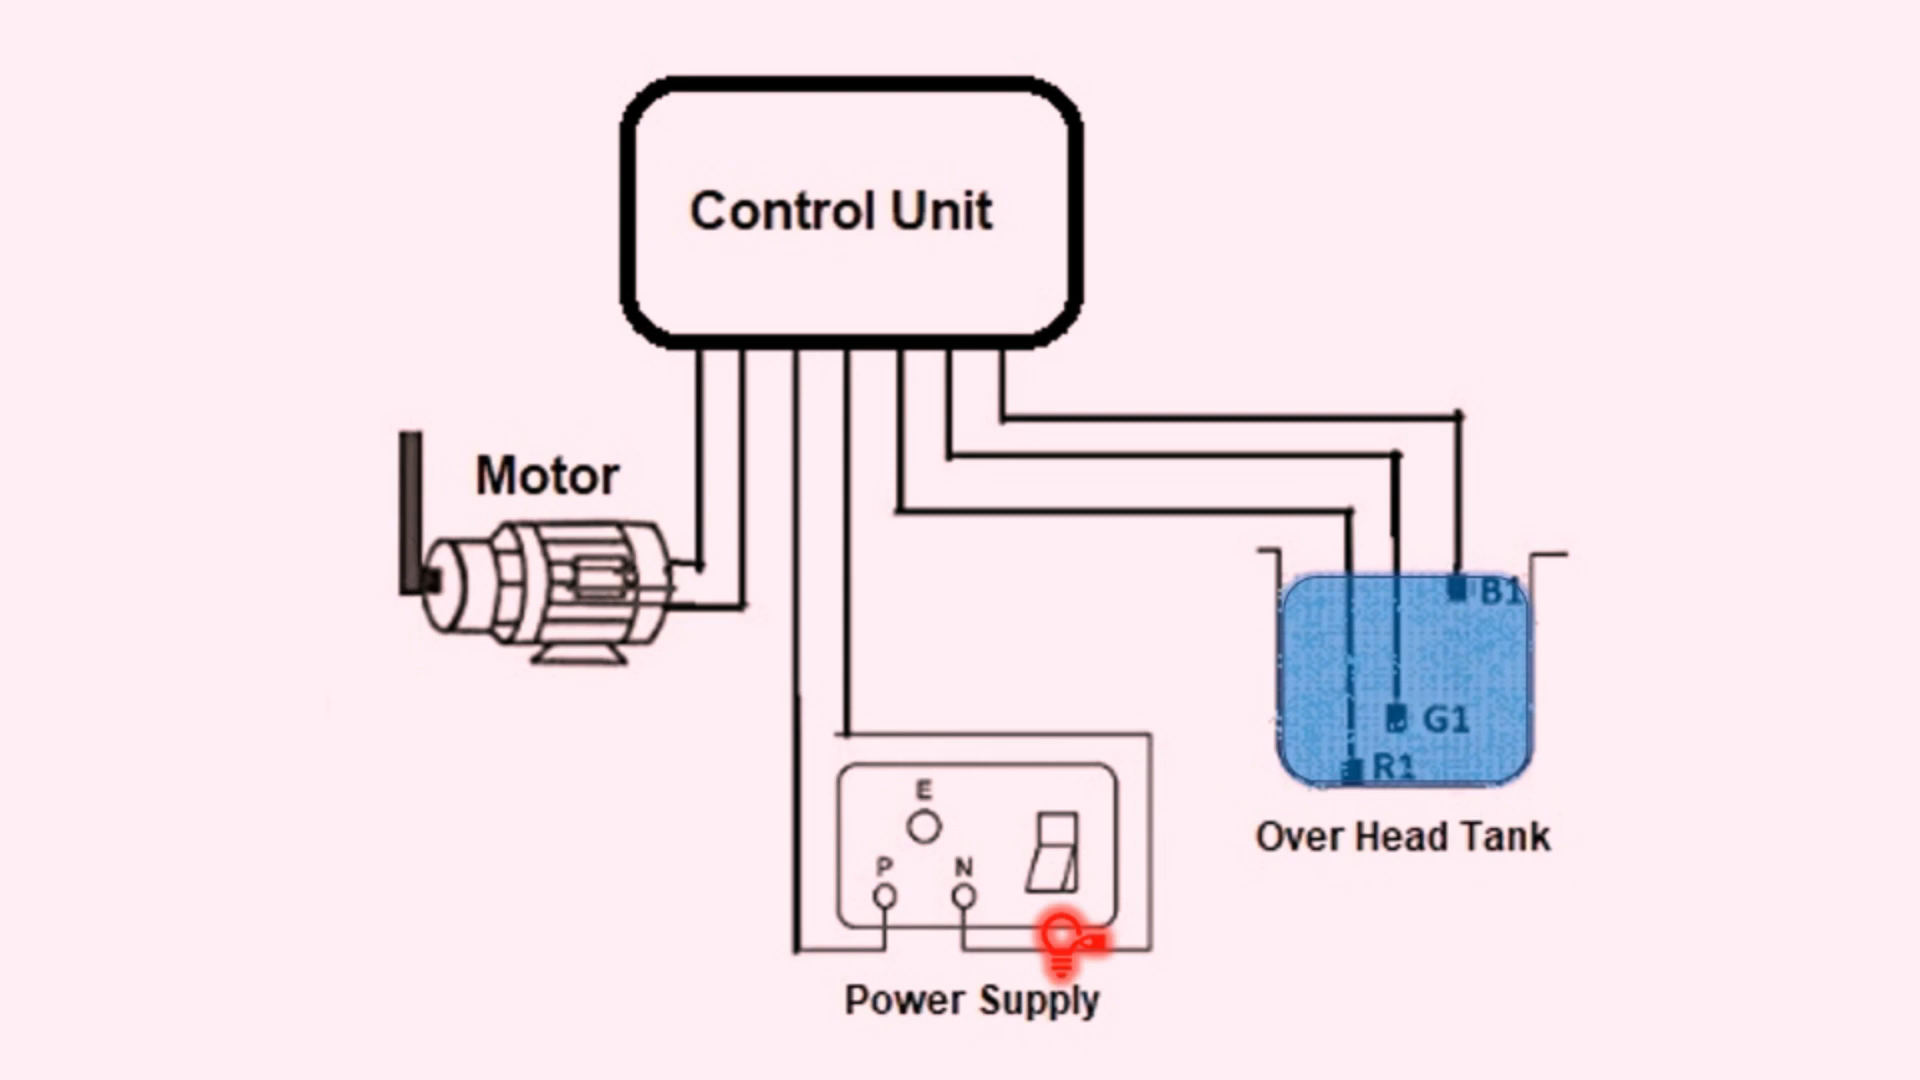 Control Unit
Motor
B1
G1
R1
Over Head Tank
E
P N
Power Supply